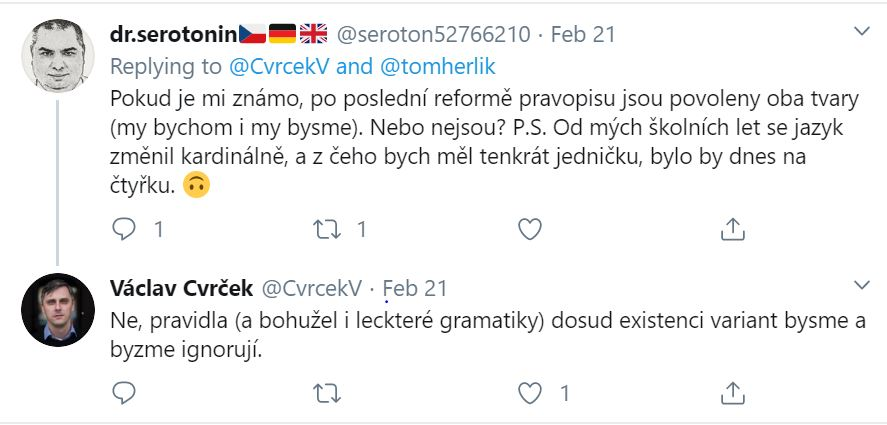 dr.serotonin🇨🇿🇩🇪🇬🇧 @seroton52766210 · Feb 21
Replying to @CvrcekV and @tomherlik
Pokud je mi známo, po poslední reformě pravopisu jsou povoleny oba tvary
(my bychom i my bysme). Nebo nejsou? P.S. Od mých školních let se jazyk
změnil kardinálně, a z čeho bych měl tenkrát jedničku, bylo by dnes na
čtyřku. 🙃
1 1
Václav Cvrček @CvrcekV · Feb 21
Ne, pravidla (a bohužel i leckteré gramatiky) dosud existenci variant bysme a
byzme ignorují.
1